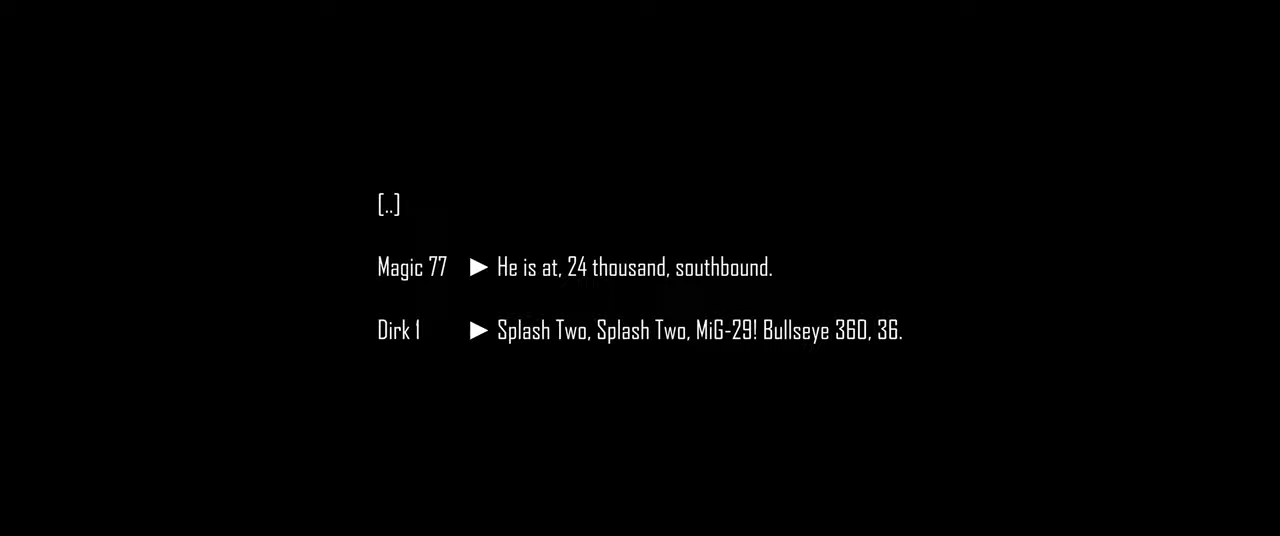 [..]
Magic 77 ► He is at, 24 thousand, southbound.
Dirk 1 ► Splash Two, Splash Two, MiG-29! Bullseye 360, 36.